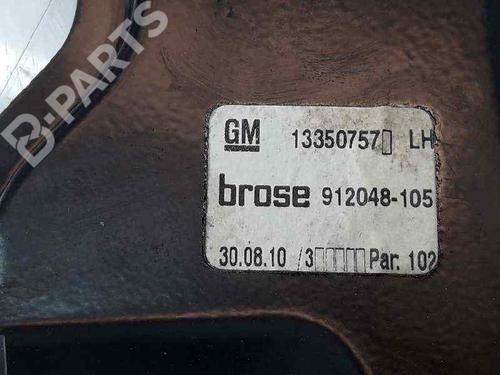 B-PARTS
GM 13350757▯ LH
brose 912048-105
30.08.10 /3▯▯▯▯▯Par. 102